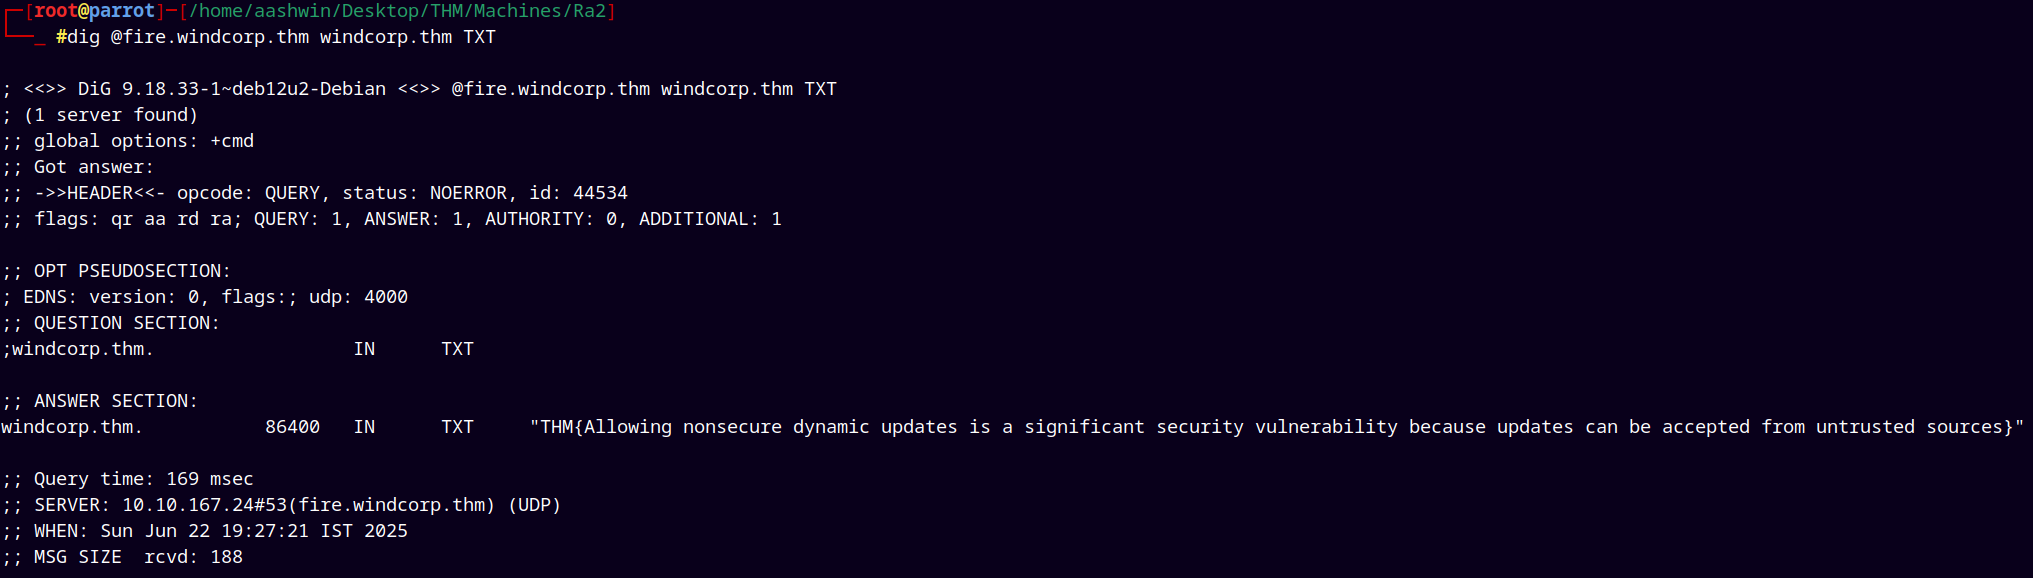 ┌─[root@parrot]─[/home/aashwin/Desktop/THM/Machines/Ra2]
└──╼ #dig @fire.windcorp.thm windcorp.thm TXT

; <<>> DiG 9.18.33-1~deb12u2-Debian <<>> @fire.windcorp.thm windcorp.thm TXT
; (1 server found)
;; global options: +cmd
;; Got answer:
;; ->>HEADER<<- opcode: QUERY, status: NOERROR, id: 44534
;; flags: qr aa rd ra; QUERY: 1, ANSWER: 1, AUTHORITY: 0, ADDITIONAL: 1

;; OPT PSEUDOSECTION:
; EDNS: version: 0, flags:; udp: 4000
;; QUESTION SECTION:
;windcorp.thm.			IN	TXT

;; ANSWER SECTION:
windcorp.thm.		86400	IN	TXT	"THM{Allowing nonsecure dynamic updates is a significant security vulnerability because updates can be accepted from untrusted sources}"

;; Query time: 169 msec
;; SERVER: 10.10.167.24#53(fire.windcorp.thm) (UDP)
;; WHEN: Sun Jun 22 19:27:21 IST 2025
;; MSG SIZE  rcvd: 188